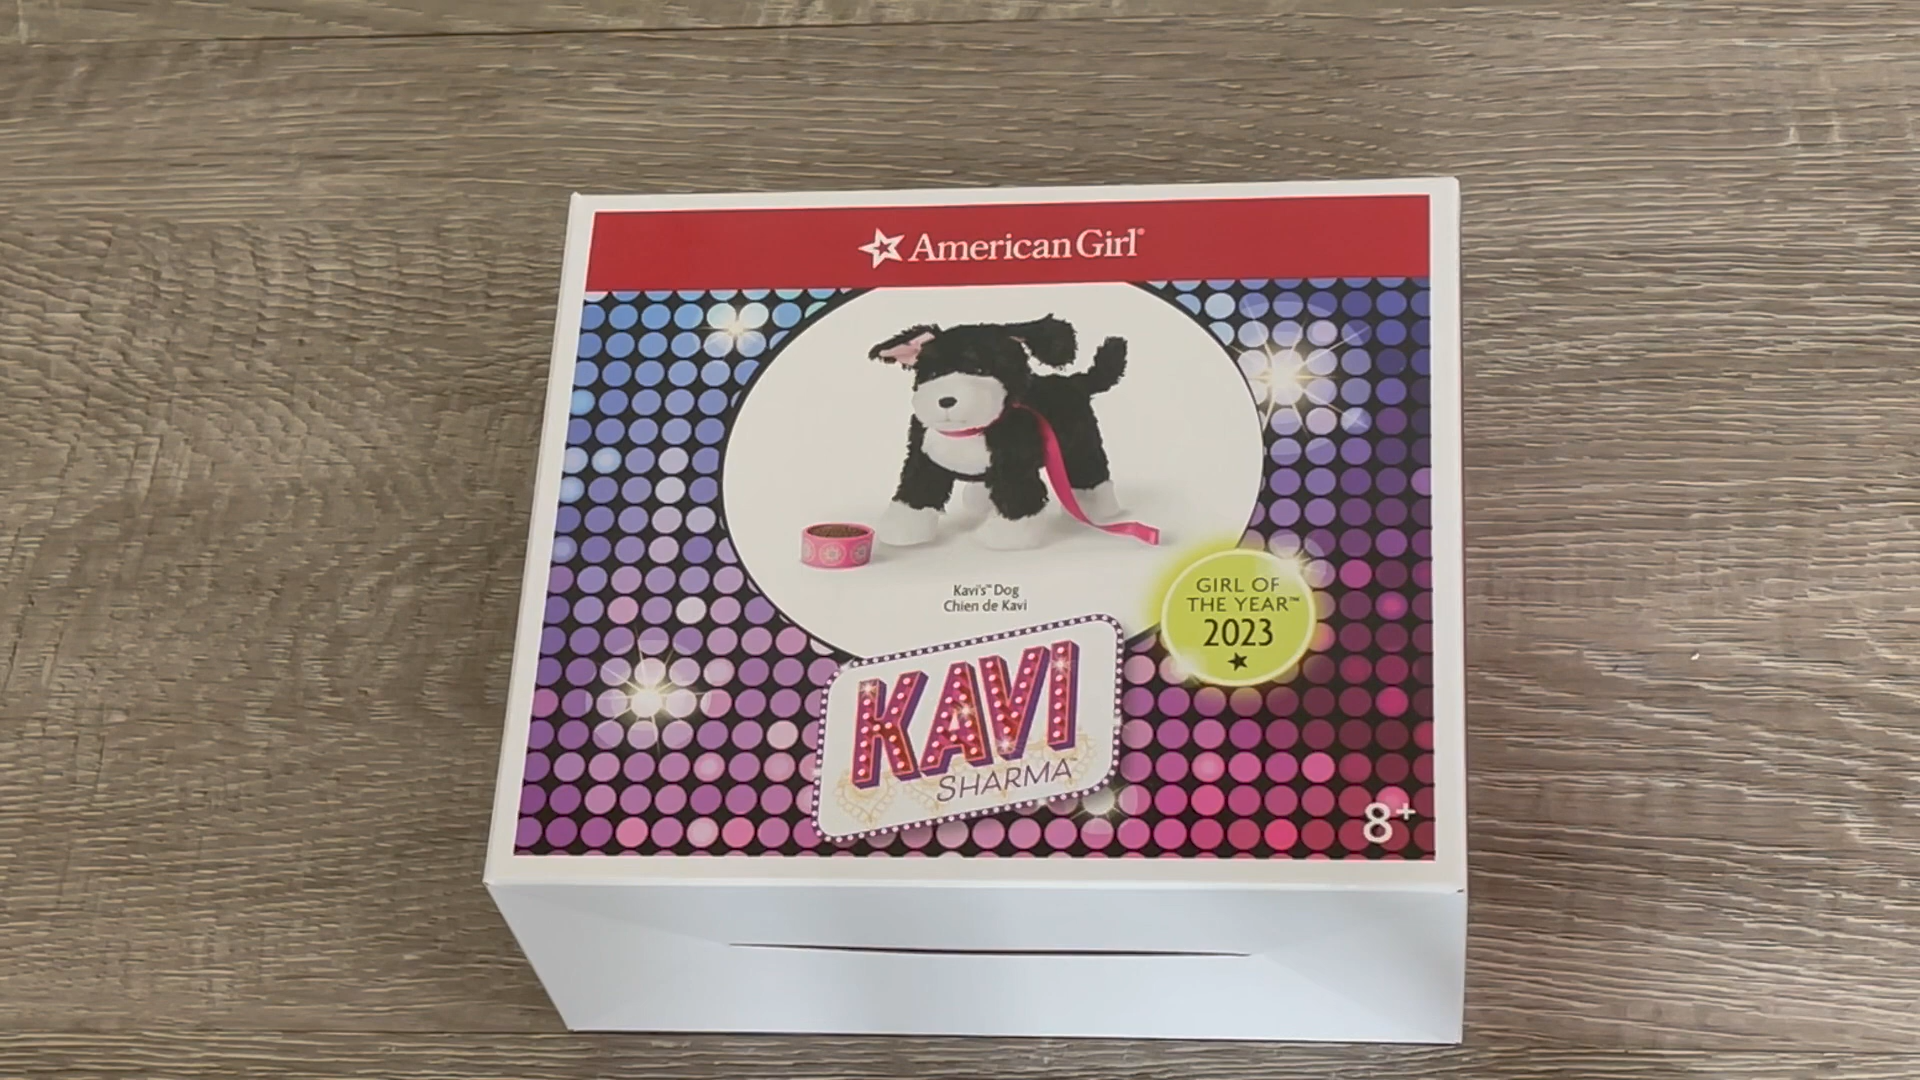 American Girl®
Kavi's™ Dog
Chien de Kavi
GIRL OF
THE YEAR™
2023
KAVI
SHARMA™
8+